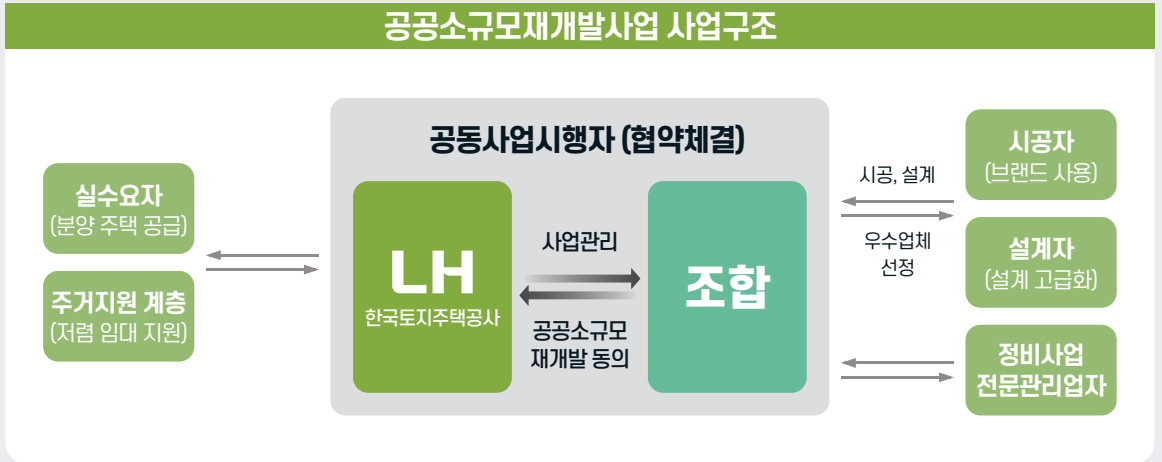 공공소규모재개발사업 사업구조
공동사업시행자 (협약체결)
실수요자
(분양 주택 공급)
주거지원 계층
(저렴 임대 지원)
LH
한국토지주택공사
사업관리
공공소규모
재개발 동의
조합
시공, 설계
우수업체
선정
시공자
(브랜드 사용)
설계자
(설계 고급화)
정비사업
전문관리업자